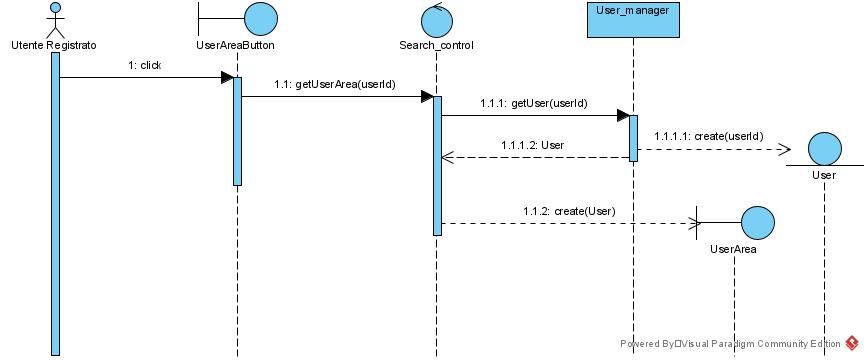 Utente Registrato
UserAreaButton
Search_control
User_manager
1: click
1.1: getUserArea(userId)
1.1.1: getUser(userId)
1.1.1.1: create(userId)
1.1.1.2: User
User
1.1.2: create(User)
UserArea
Powered By Visual Paradigm Community Edition